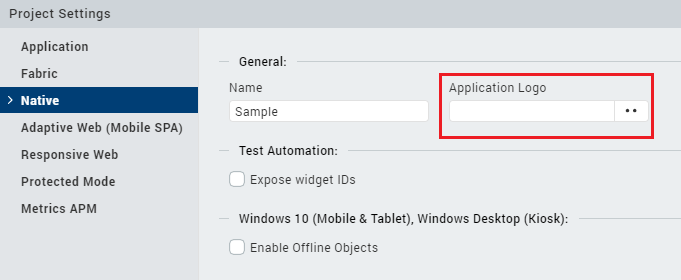 Project Settings
Application
Fabric
Native
Adaptive Web (Mobile SPA)
Responsive Web
Protected Mode
Metrics APM
General:
Name
Application Logo
Sample
Test Automation:
Expose widget IDs
Windows 10 (Mobile & Tablet), Windows Desktop (Kiosk):
Enable Offline Objects